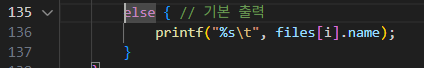 135 else { // 기본 출력
136 printf("%s\t", files[i].name);
137 }